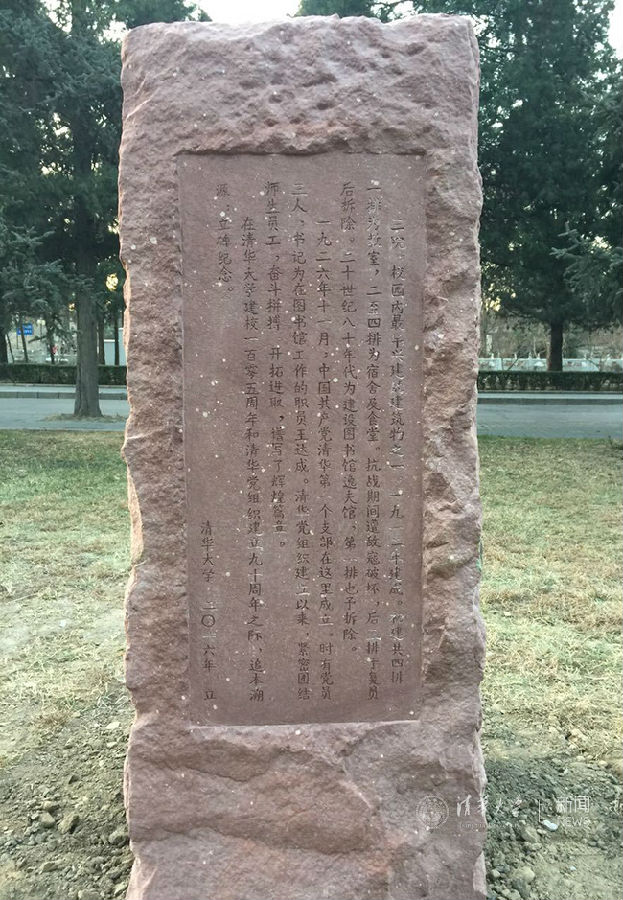 三院，校园内最早兴建的建筑物之一。一九一一年建成。初建共四排
一排为教室，二至四排为宿舍及食堂。抗战期间遭敌寇破坏，后二排于复员
后拆除。二十世纪八十年代为建设图书馆逸夫馆，第一排也予拆除。
一九二六年十一月，中国共产党清华第一个支部在这里成立。时有党员
三人，书记为在图书馆工作的职员王达成。清华党组织建立以来，紧密团结
师生员工，奋斗拼搏，开拓进取，谱写了辉煌篇章。
在清华大学建校一百零五周年和清华党组织建立九十周年之际，追本溯
源，立碑纪念。
清华大学 二〇一六年 立
清华大学 新闻
NEWS